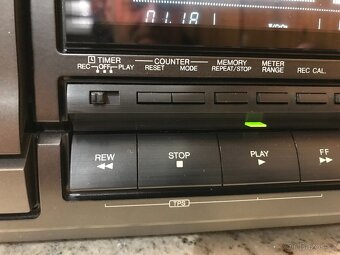 01.18
TIMER
REC OFF PLAY
COUNTER
RESET MODE
MEMORY
REPEAT/STOP
METER
RANGE
REC CAL.
REW
STOP
PLAY
FF
TPS